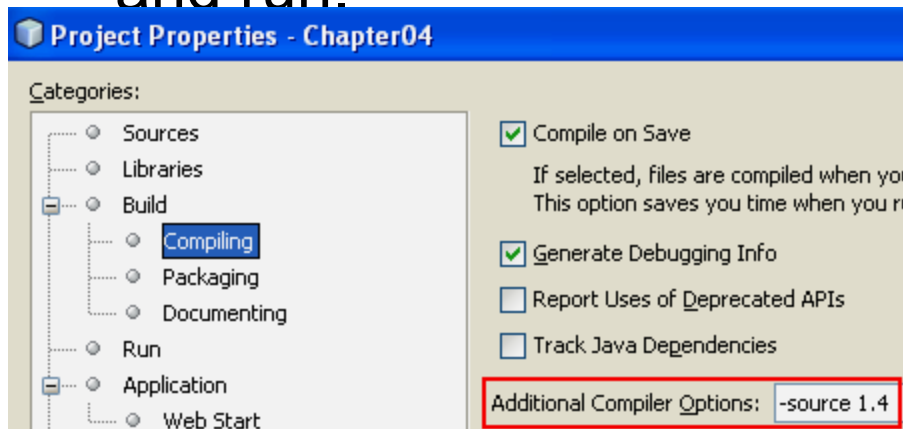 and run.
Project Properties - Chapter04
Categories:
Sources
Libraries
Build
Compiling
Packaging
Documenting
Run
Application
Web Start
Compile on Save
If selected, files are compiled when you
This option saves you time when you
Generate Debugging Info
Report Uses of Deprecated APIs
Track Java Dependencies
Additional Compiler Options: -source 1.4